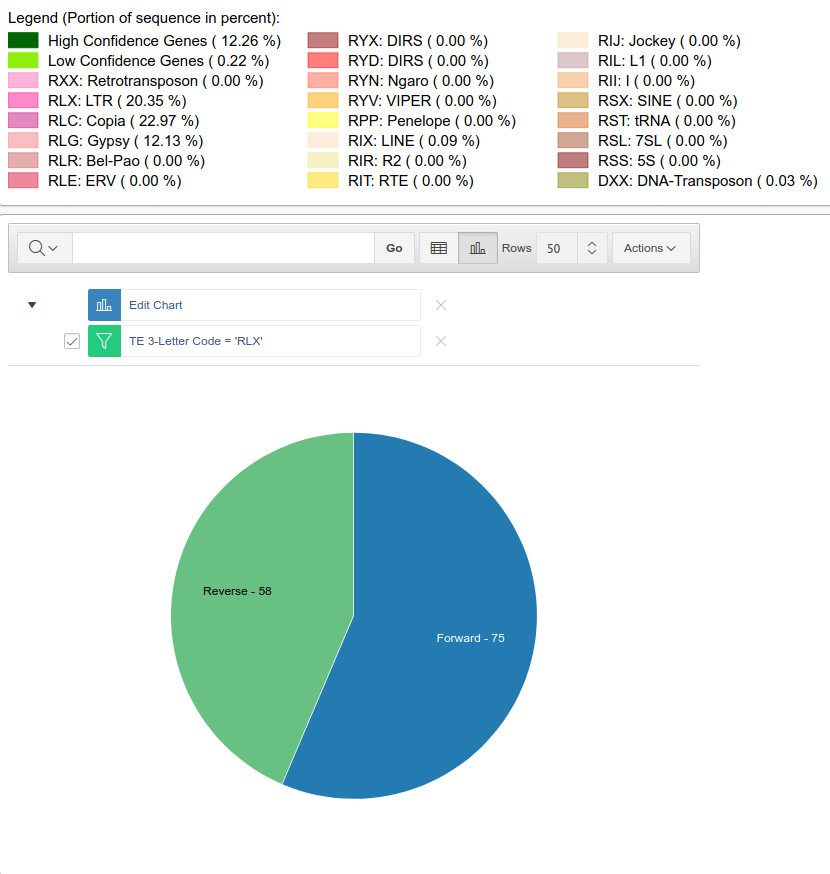 Legend (Portion of sequence in percent):
High Confidence Genes ( 12.26 %)
Low Confidence Genes ( 0.22 %)
RXX: Retrotransposon ( 0.00 %)
RLX: LTR ( 20.35 %)
RLC: Copia ( 22.97 %)
RLG: Gypsy ( 12.13 %)
RLR: Bel-Pao ( 0.00 %)
RLE: ERV ( 0.00 %)
RYX: DIRS ( 0.00 %)
RYD: DIRS ( 0.00 %)
RYN: Ngaro ( 0.00 %)
RYV: VIPER ( 0.00 %)
RPP: Penelope ( 0.00 %)
RIX: LINE ( 0.09 %)
RIR: R2 ( 0.00 %)
RIT: RTE ( 0.00 %)
RIJ: Jockey ( 0.00 %)
RIL: L1 ( 0.00 %)
RII: I ( 0.00 %)
RSX: SINE ( 0.00 %)
RST: tRNA ( 0.00 %)
RSL: 7SL ( 0.00 %)
RSS: 5S ( 0.00 %)
DXX: DNA-Transposon ( 0.03 %)
Go
Rows
50
Actions
Edit Chart
TE 3-Letter Code = 'RLX'
Reverse - 58
Forward - 75